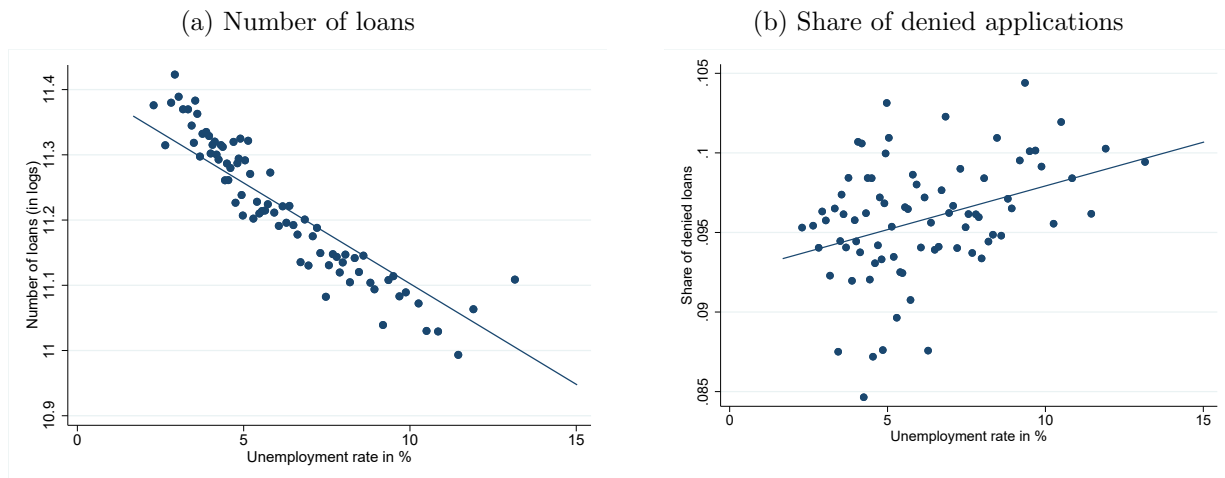 (a) Number of loans
11.4
11.3
11.2
11.1
11
10.9
Number of loans (in logs)
0 5 10 15
Unemployment rate in %
(b) Share of denied applications
.105
.1
.095
.09
.085
Share of denied loans
0 5 10 15
Unemployment rate in %